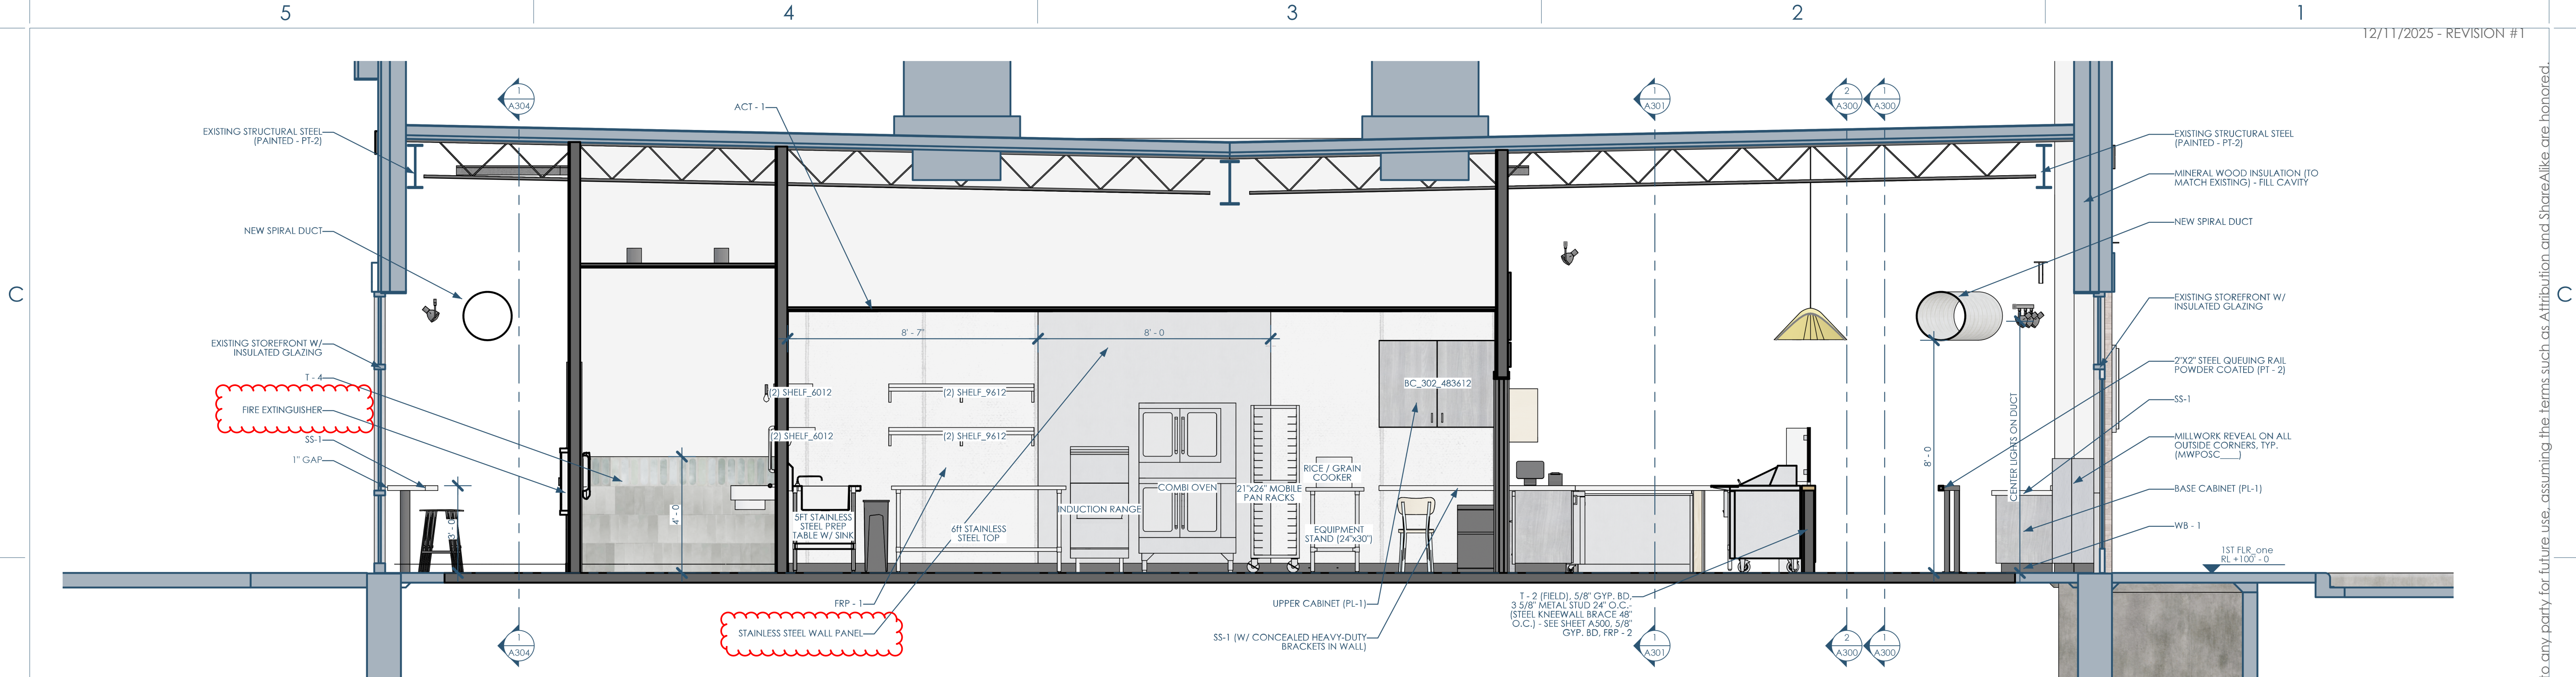 5
4
3
2
1
12/11/2025 - REVISION #1
to any party for future use, assuming the terms such as Attribution and ShareAlike are honored.
C
C
1
A304
1
A301
2
A300
1
A300
ACT - 1
EXISTING STRUCTURAL STEEL
(PAINTED - PT-2)
NEW SPIRAL DUCT
EXISTING STOREFRONT W/
INSULATED GLAZING
T - 4
FIRE EXTINGUISHER
SS-1
1" GAP
3' - 0
4' - 0
8' - 7"
8' - 0
(2) SHELF_6012
(2) SHELF_9612
(2) SHELF_6012
(2) SHELF_9612
BC_302_483612
5FT STAINLESS
STEEL PREP
TABLE W/ SINK
6ft STAINLESS
STEEL TOP
INDUCTION RANGE
COMBI OVEN
21"x26" MOBILE
PAN RACKS
RICE / GRAIN
COOKER
EQUIPMENT
STAND (24"x30")
8' - 0
CENTER LIGHTS ON DUCT
EXISTING STRUCTURAL STEEL
(PAINTED - PT-2)
MINERAL WOOD INSULATION (TO
MATCH EXISTING) - FILL CAVITY
NEW SPIRAL DUCT
EXISTING STOREFRONT W/
INSULATED GLAZING
2"X2" STEEL QUEUING RAIL
POWDER COATED (PT - 2)
SS-1
MILLWORK REVEAL ON ALL
OUTSIDE CORNERS, TYP.
(MWPOSC____)
BASE CABINET (PL-1)
WB - 1
1ST FLR_one
RL +100' - 0
FRP - 1
STAINLESS STEEL WALL PANEL
UPPER CABINET (PL-1)
SS-1 (W/ CONCEALED HEAVY-DUTY
BRACKETS IN WALL)
T - 2 (FIELD), 5/8" GYP. BD,
3 5/8" METAL STUD 24" O.C.-
(STEEL KNEEWALL BRACE 48"
O.C.) - SEE SHEET A500, 5/8"
GYP. BD, FRP - 2
1
A304
1
A301
2
A300
1
A300